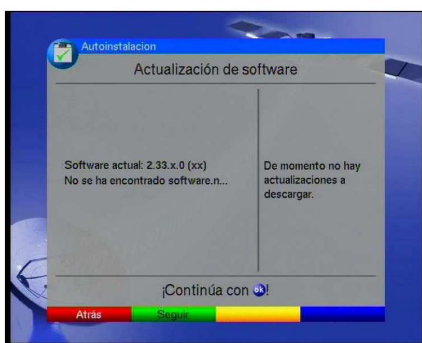 Autoinstalacion
Actualización de software
Software actual: 2.33.x.0 (xx)
No se ha encontrado software.n...
De momento no hay
actualizaciones a
descargar.
¡Continúa con ok!
Atrás
Seguir